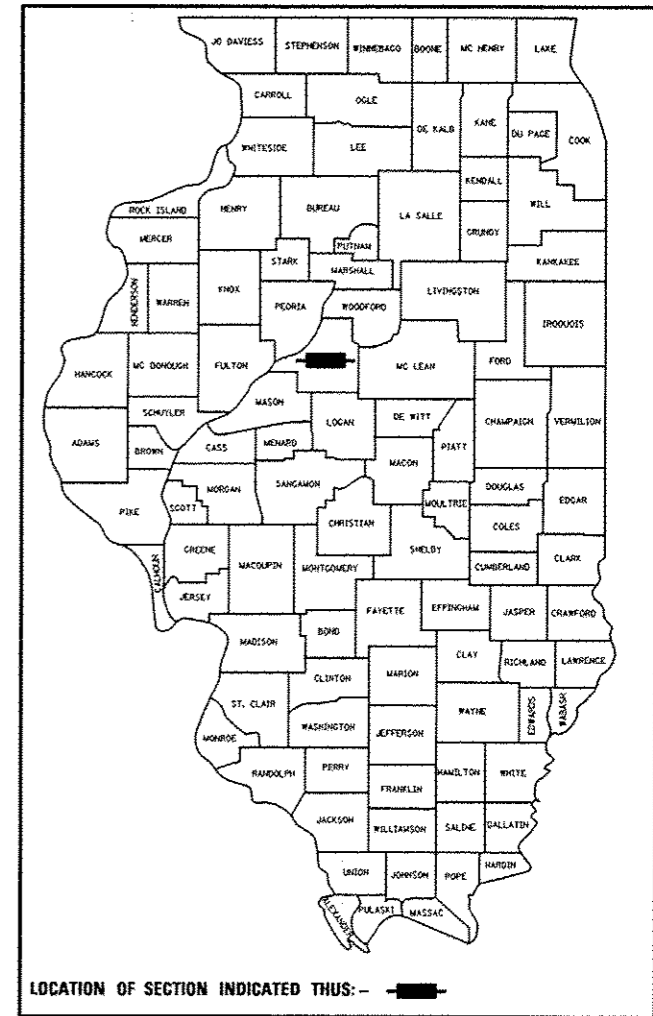 JO DAVIESS STEPHENSON WINNEBAGO BOONE MC HENRY LAKE
CARROLL OGLE DE KALB KANE DU PAGE COOK
WHITESIDE LEE
KENDALL WILL
ROCK ISLAND HENRY BUREAU LA SALLE
MERCER PUTNAM GRUNDY
STARK MARSHALL KANKAKEE
HENDERSON WARREN KNOX PEORIA WOODFORD LIVINGSTON
IROQUOIS
HANCOCK MC DONOUGH FULTON MC LEAN FORD
MASON
SCHUYLER LOGAN DE WITT CHAMPAIGN VERMILION
ADAMS BROWN CASS MENARD MACON PIATT
MORGAN SANGAMON DOUGLAS EDGAR
PIKE SCOTT CHRISTIAN MOULTRIE COLES
GREENE MACOUPIN MONTGOMERY SHELBY CUMBERLAND CLARK
CALHOUN JERSEY
FAYETTE EFFINGHAM JASPER CRAWFORD
MADISON BOND
CLAY RICHLAND LAWRENCE
CLINTON MARION
ST. CLAIR WAYNE EDWARDS WABASH
WASHINGTON JEFFERSON
MONROE
RANDOLPH PERRY HAMILTON WHITE
FRANKLIN
JACKSON WILLIAMSON SALINE GALLATIN
UNION JOHNSON POPE HARDIN
ALEXANDER PULASKI MASSAC
LOCATION OF SECTION INDICATED THUS: -